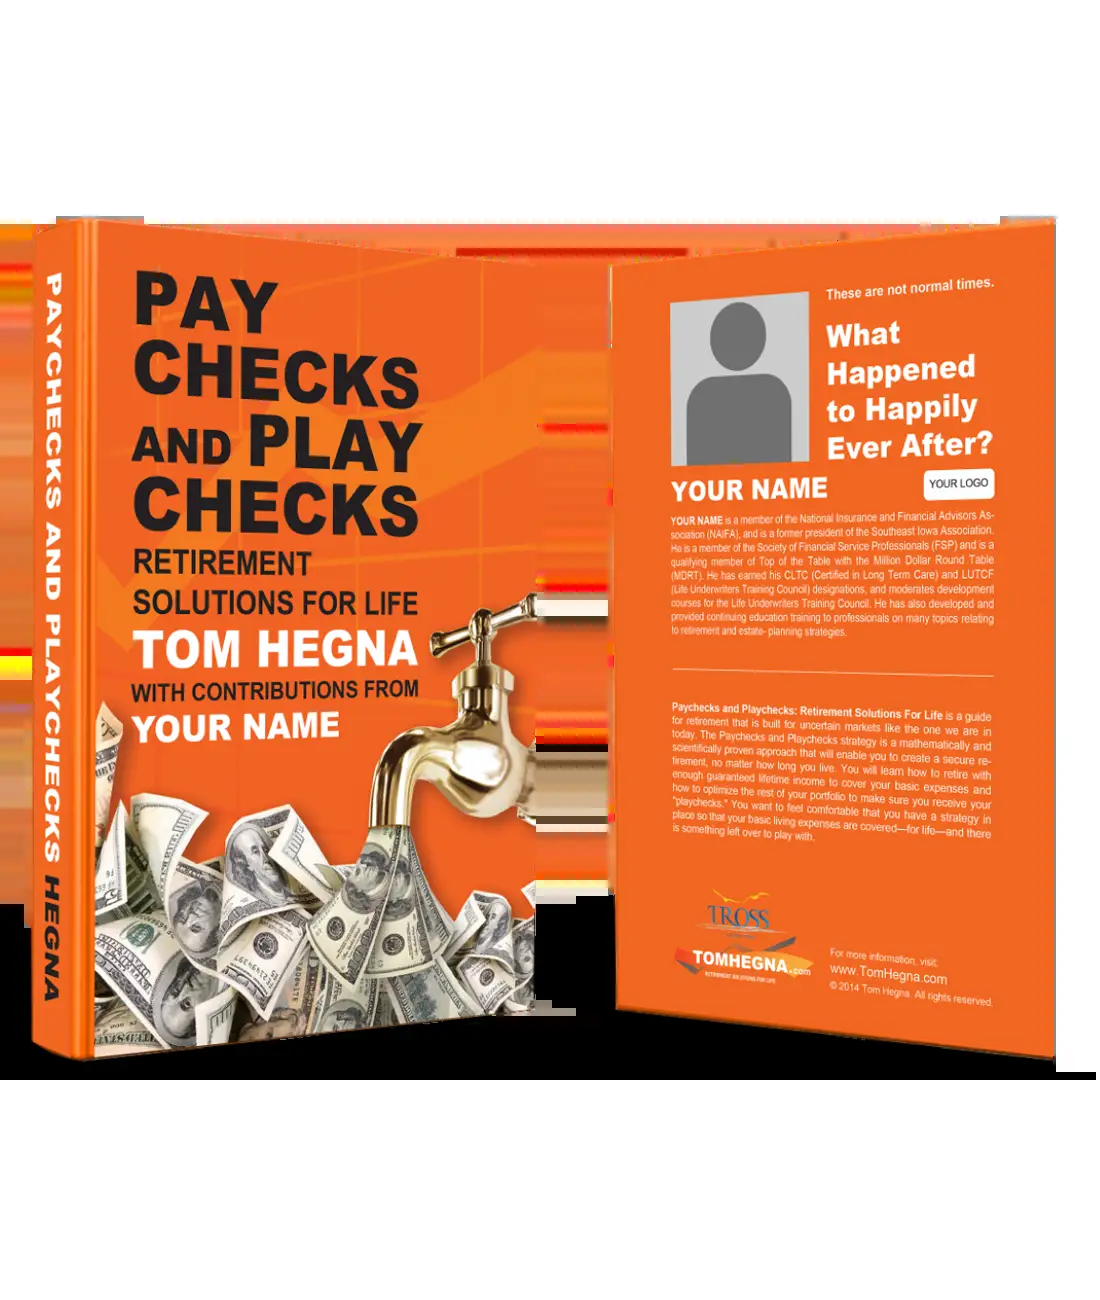 PAYCHECKS AND PLAYCHECKS HEGNA
PAY
CHECKS
AND PLAY
CHECKS
RETIREMENT
SOLUTIONS FOR LIFE
TOM HEGNA
WITH CONTRIBUTIONS FROM
YOUR NAME
These are not normal times.
What
Happened
to Happily
Ever After?
YOUR LOGO
YOUR NAME
YOUR NAME is a member of the National Insurance and Financial Advisors As-
sociation (NAIFA), and is a former president of the Southeast Iowa Association.
He is a member of the Society of Financial Service Professionals (FSP) and is a
qualifying member of Top of the Table with the Million Dollar Round Table
(MDRT). He has earned his CLTC (Certified in Long Term Care) and LUTCF
(Life Underwriters Training Council) designations, and moderates development
courses for the Life Underwriters Training Council. He has also developed and
provided continuing education training to professionals on many topics relating
to retirement and estate- planning strategies.
Paychecks and Playchecks: Retirement Solutions For Life is a guide
for retirement that is built for uncertain markets like the one we are in
today. The Paychecks and Playchecks strategy is a mathematically and
scientifically proven approach that will enable you to create a secure re-
tirement, no matter how long you live. You will learn how to retire with
enough guaranteed lifetime income to cover your basic expenses and
how to optimize the rest of your portfolio to make sure you receive your
"playchecks." You want to feel comfortable that you have a strategy in
place so that your basic living expenses are covered—for life—and there
is something left over to play with.
TROSS
TOMHEGNA.com
RETIREMENT SOLUTIONS FOR LIFE
For more information, visit:
www.TomHegna.com
© 2014 Tom Hegna. All rights reserved.